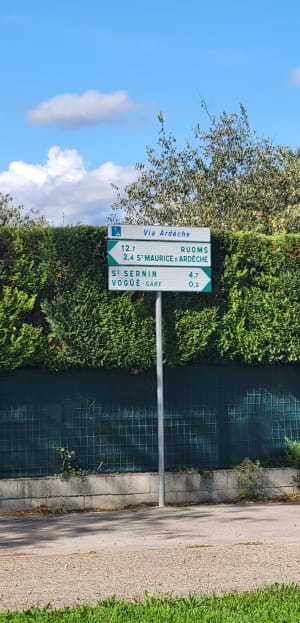 Via Ardèche
12,7 RUOMS
2,4 ST MAURICE D'ARDÈCHE
ST SERNIN 4,7
VOGÜÉ-GARE 0,2